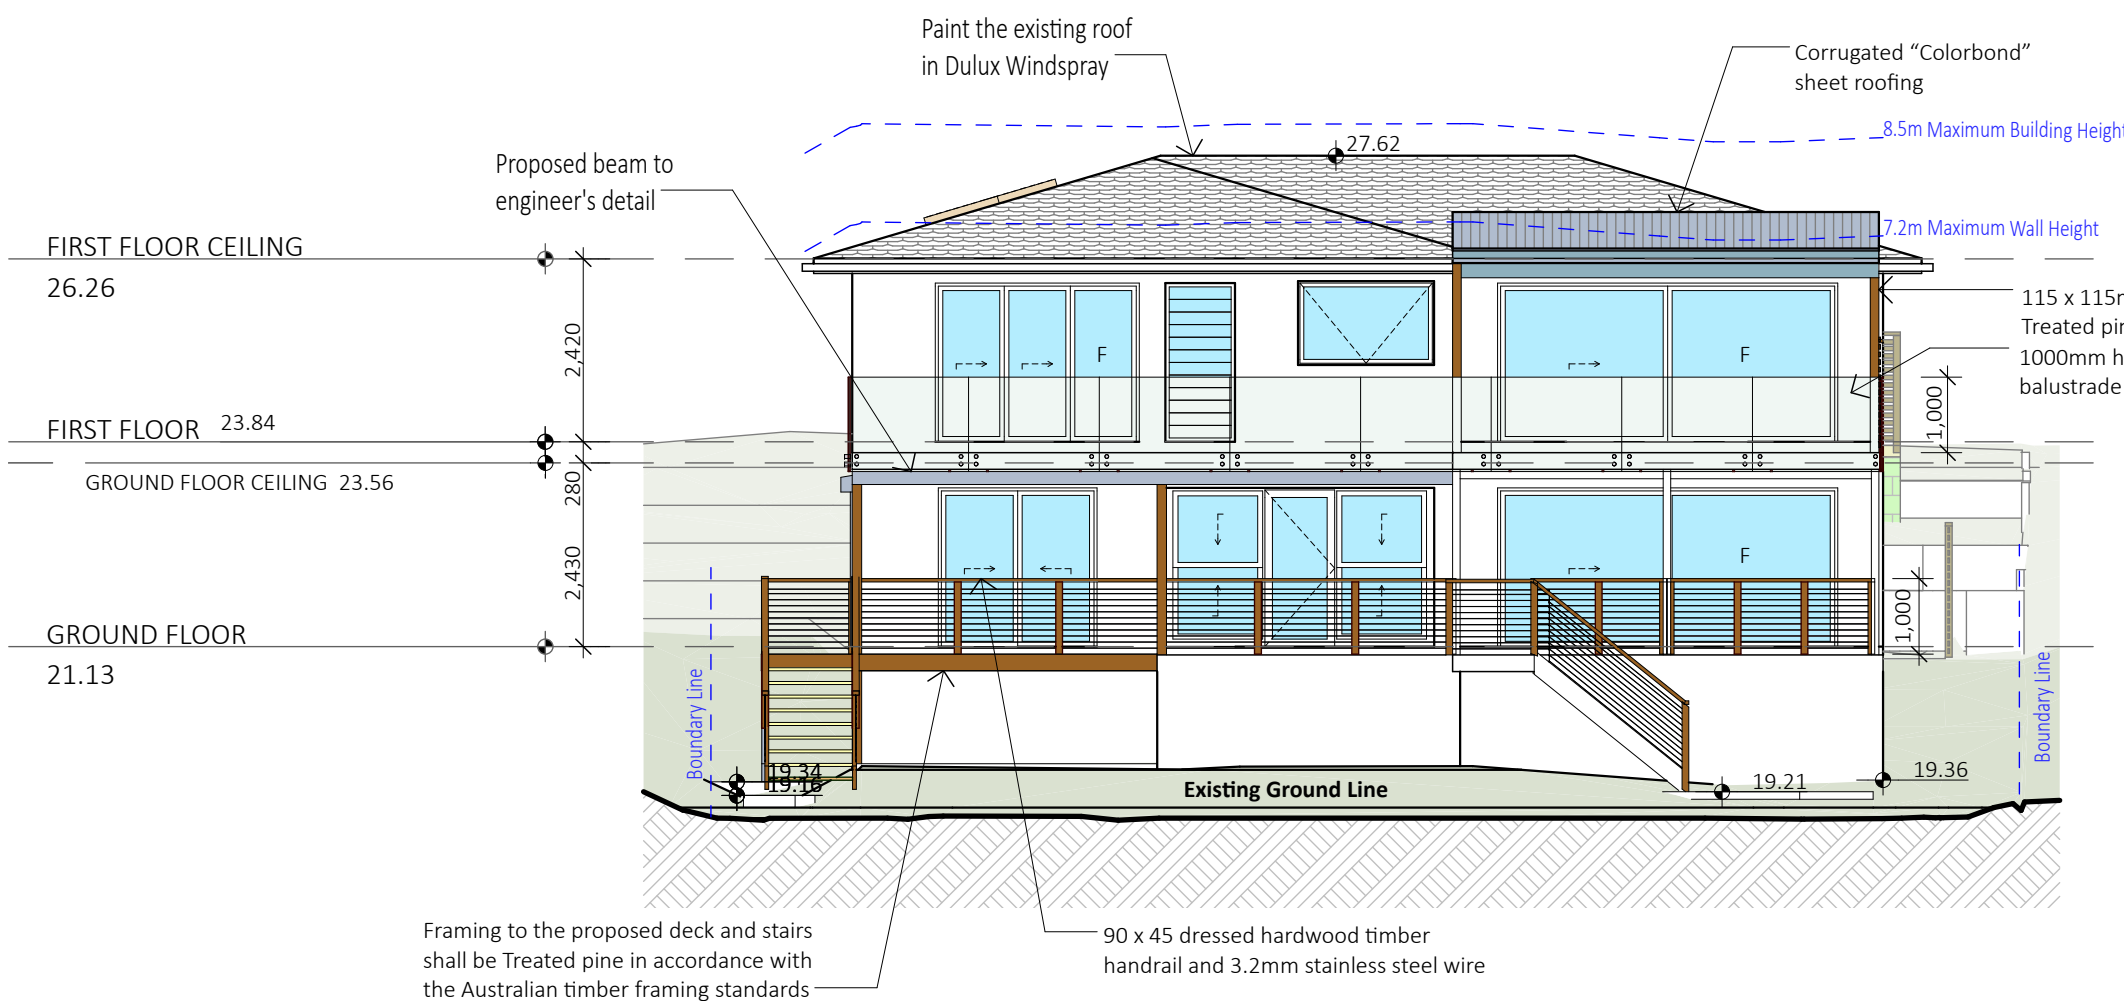 Paint the existing roof
in Dulux Windspray
Corrugated “Colorbond”
sheet roofing
8.5m Maximum Building Height
27.62
Proposed beam to
engineer's detail
7.2m Maximum Wall Height
FIRST FLOOR CEILING
26.26
115 x 115
Treated
1000mm
balustrade
2,420
F
F
1,000
FIRST FLOOR 23.84
GROUND FLOOR CEILING 23.56
280
2,430
F
1,000
GROUND FLOOR
21.13
Boundary Line
Boundary Line
19.34
19.16
Existing Ground Line
19.21
19.36
Framing to the proposed deck and stairs
shall be Treated pine in accordance with
the Australian timber framing standards
90 x 45 dressed hardwood timber
handrail and 3.2mm stainless steel wire